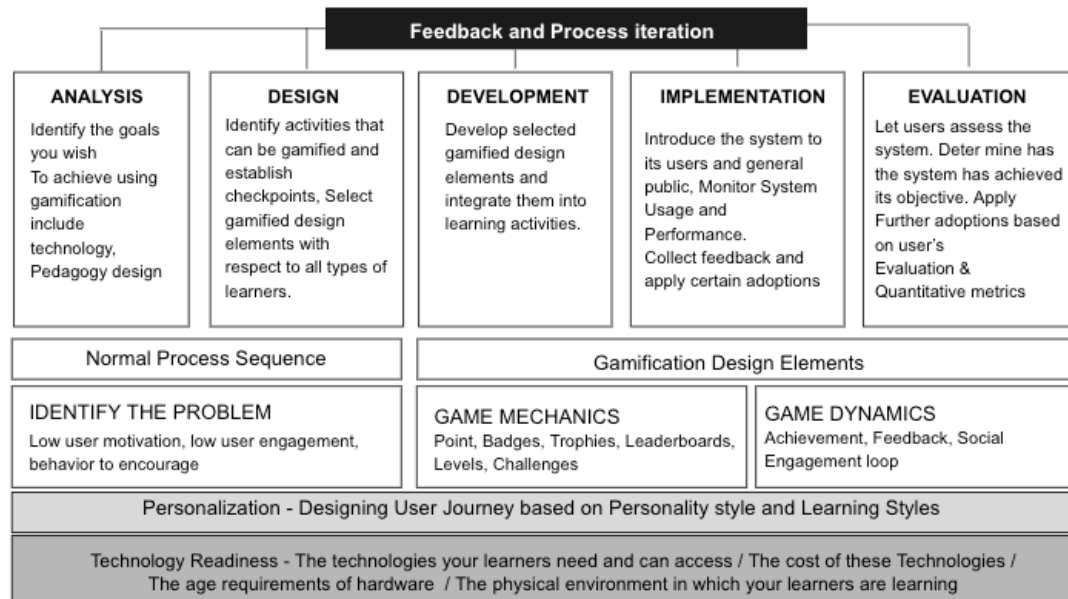 Feedback and Process iteration
ANALYSIS
Identify the goals
you wish
To achieve using
gamification
include
technology,
Pedagogy design
DESIGN
Identify activities that
can be gamified and
establish
checkpoints, Select
gamified design
elements with
respect to all types of
learners.
DEVELOPMENT
Develop selected
gamified design
elements and
integrate them into
learning activities.
IMPLEMENTATION
Introduce the system to
its users and general
public, Monitor System
Usage and
Performance.
Collect feedback and
apply certain adoptions
EVALUATION
Let users assess the
system. Deter mine has
the system has achieved
its objective. Apply
Further adoptions based
on user's
Evaluation &
Quantitative metrics
Normal Process Sequence
Gamification Design Elements
IDENTIFY THE PROBLEM
Low user motivation, low user engagement,
behavior to encourage
GAME MECHANICS
Point, Badges, Trophies, Leaderboards,
Levels, Challenges
GAME DYNAMICS
Achievement, Feedback, Social
Engagement loop
Personalization - Designing User Journey based on Personality style and Learning Styles
Technology Readiness - The technologies your learners need and can access / The cost of these Technologies /
The age requirements of hardware / The physical environment in which your learners are learning